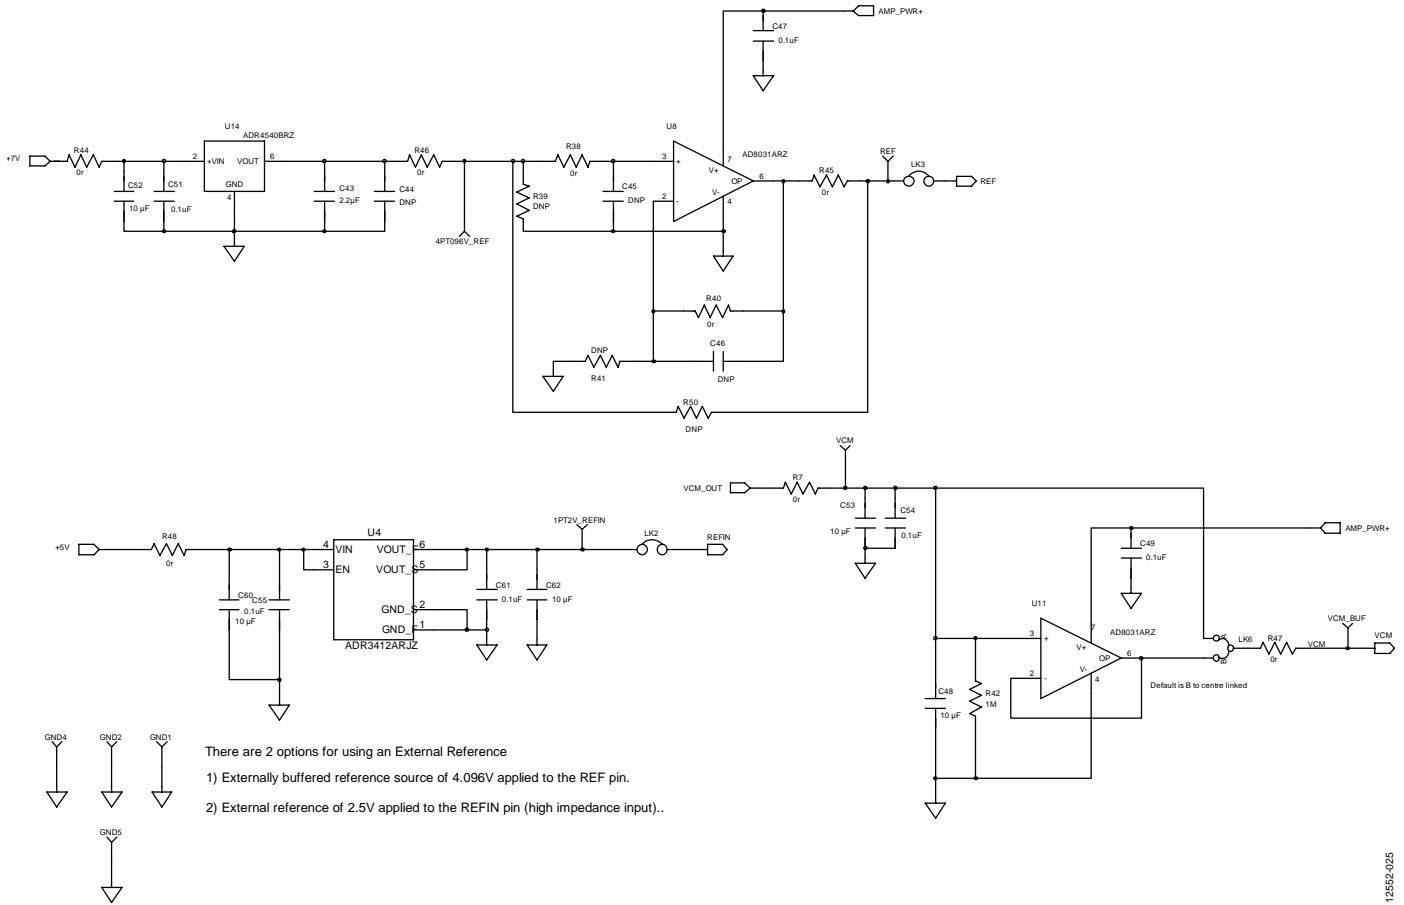 AMP_PWR+
C47
0.1uF
U14
ADR4540BRZ
+7V
R44
0r
2
+VIN
VOUT
6
GND
4
C52
10 µF
C51
0.1uF
C43
2.2µF
C44
DNP
R46
0r
4PT096V_REF
R38
0r
R39
DNP
C45
DNP
U8
AD8031ARZ
3
+
2
-
7
V+
OP
6
V-
4
R45
0r
REF
LK3
REF
R40
0r
DNP
R41
C46
DNP
R50
DNP
VCM
VCM_OUT
R7
0r
C53
10 µF
C54
0.1uF
AMP_PWR+
C49
0.1uF
+5V
R48
0r
C60
0.1uF
10 µF
C55
U4
4
VIN
3
EN
VOUT_
6
VOUT_S
5
GND_S
2
GND_F
1
ADR3412ARJZ
C61
0.1uF
C62
10 µF
1PT2V_REFIN
LK2
REFIN
U11
AD8031ARZ
3
+
2
-
7
V+
OP
6
V-
4
C48
10 µF
R42
1M
A
B
LK6
R47
0r
VCM
VCM_BUF
VCM
Default is B to centre linked
GND4
GND2
GND1
GND5
There are 2 options for using an External Reference
1) Externally buffered reference source of 4.096V applied to the REF pin.
2) External reference of 2.5V applied to the REFIN pin (high impedance input)..
12552-025